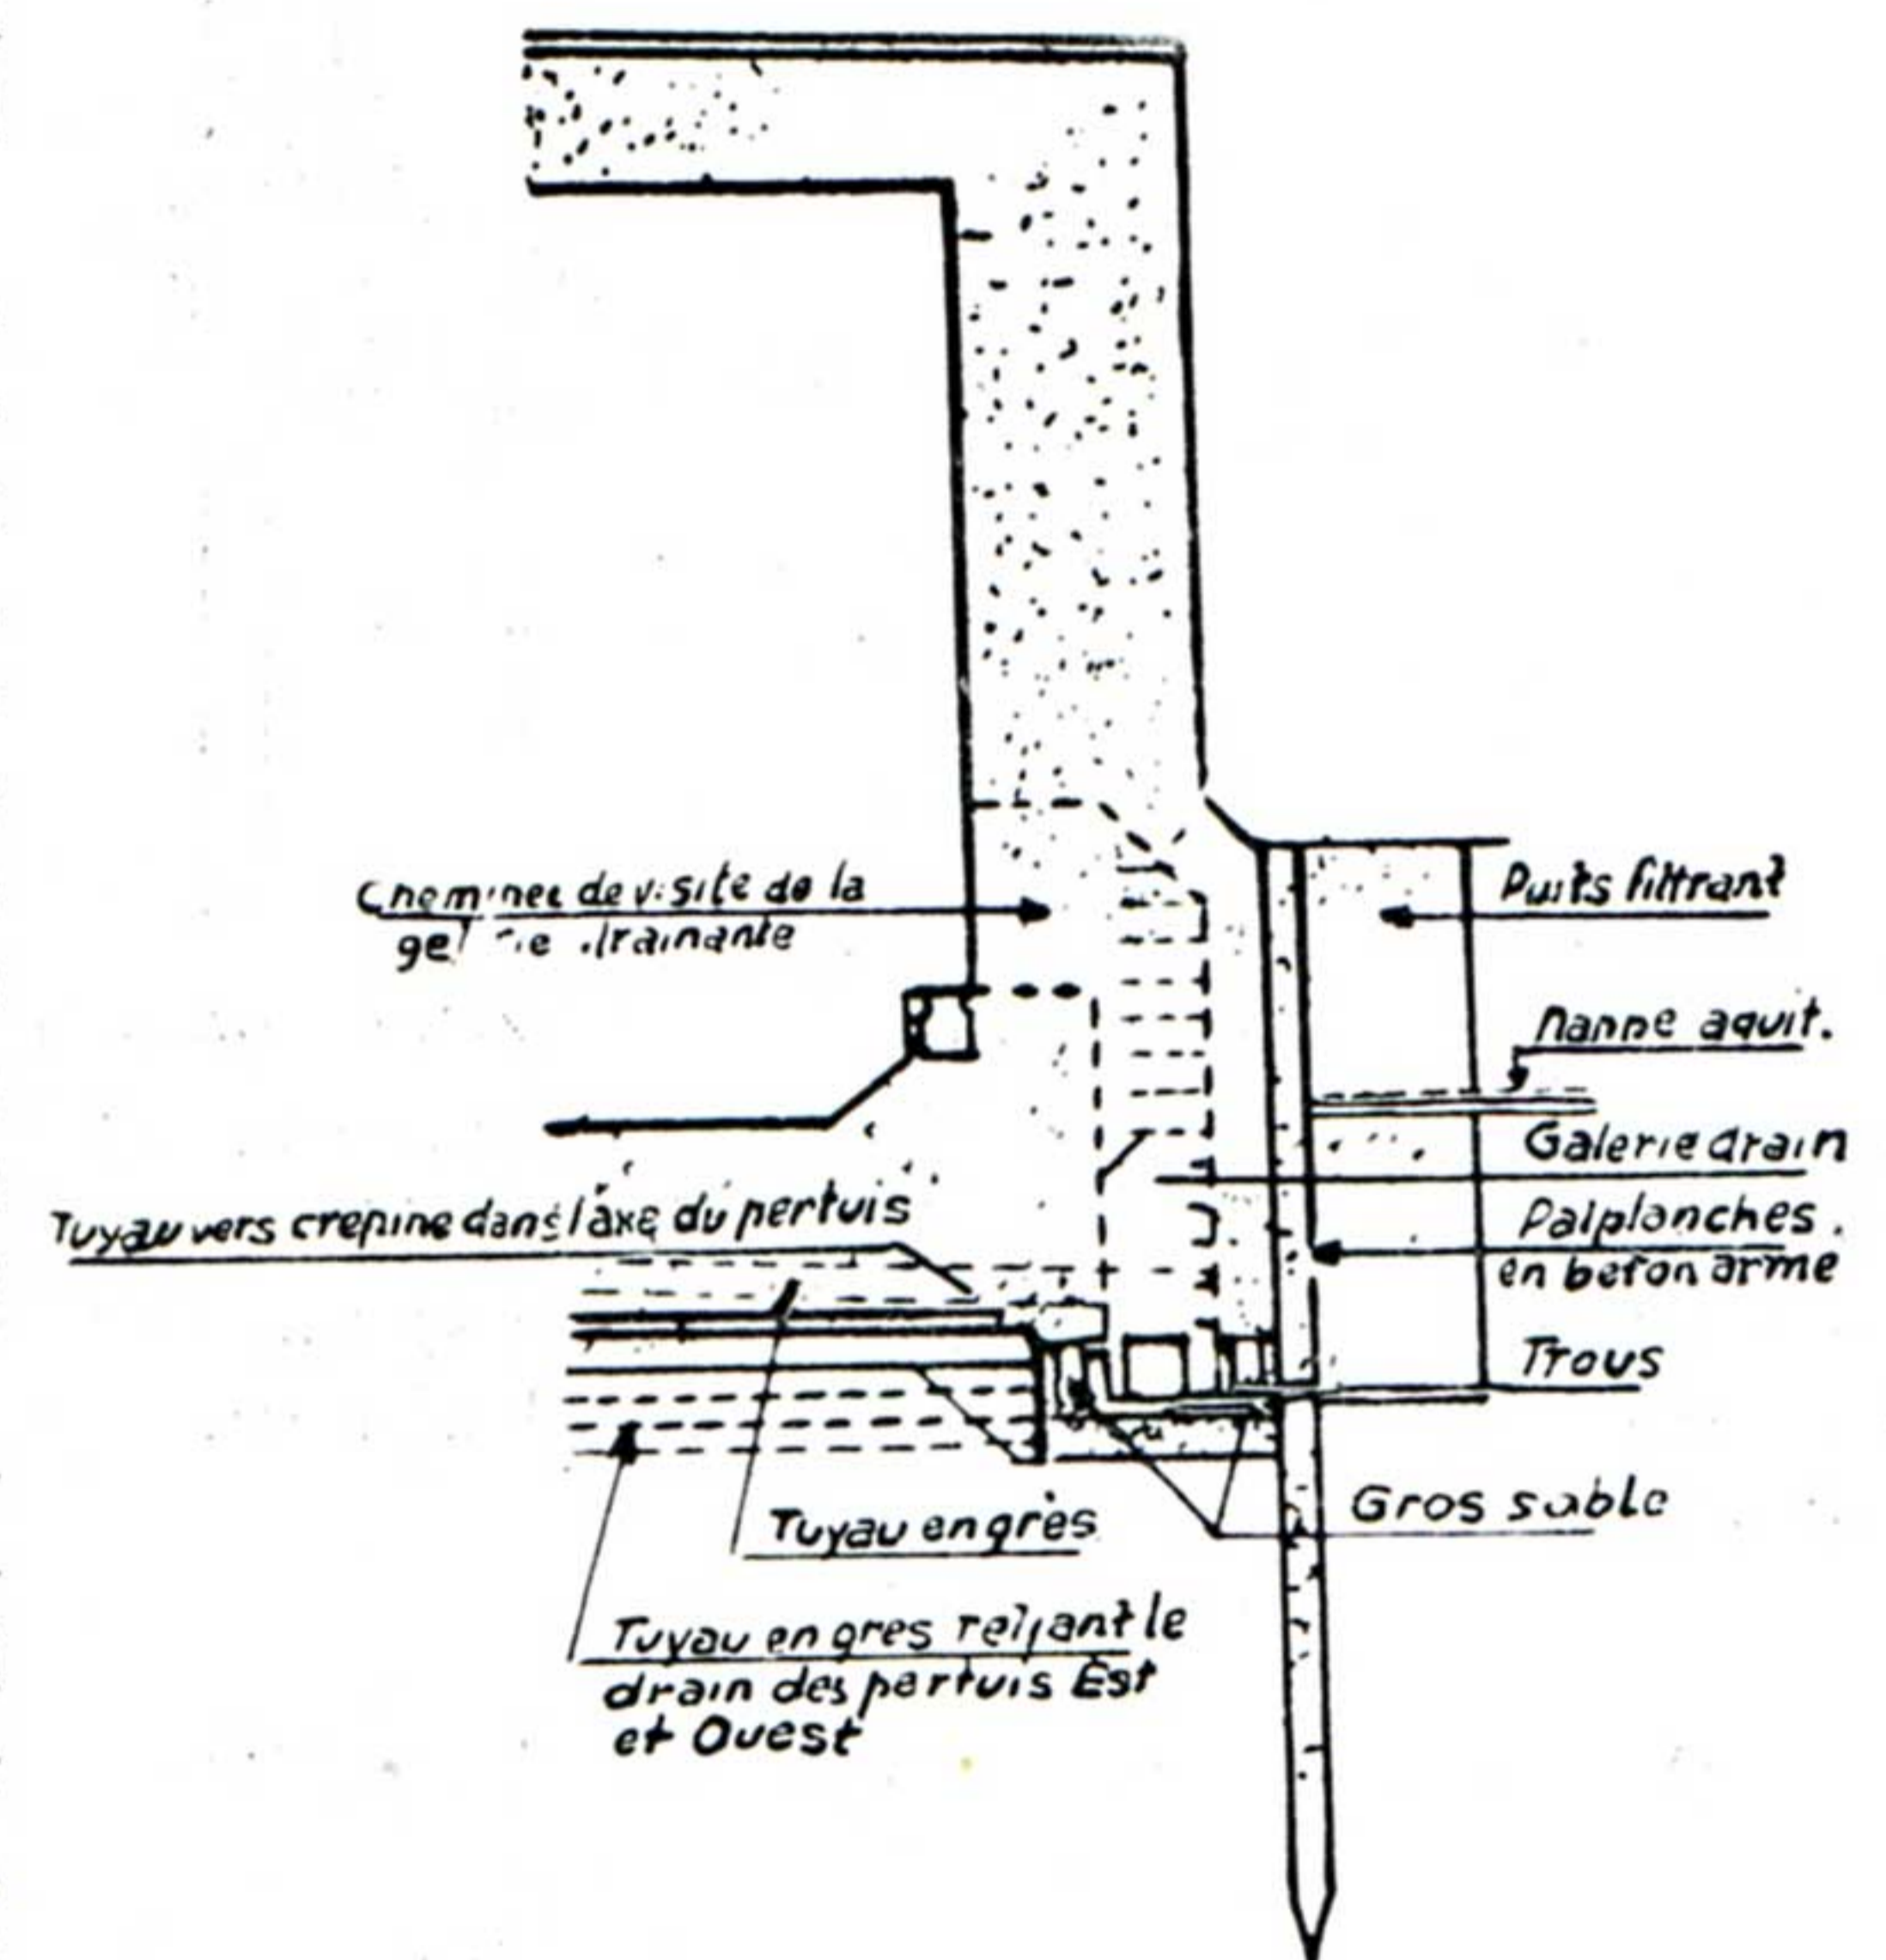 Cheminee de visite de la
drainante
Puits filtrant
Nappe aquit.
Galerie drain
Palplanches.
en beton arme
Tuyau vers crepine dans l'axe du pertuis
Trous
Gros sable
Tuyau en grès
Tuyau en gres reliant le
drain des pertuis Est
et Ouest